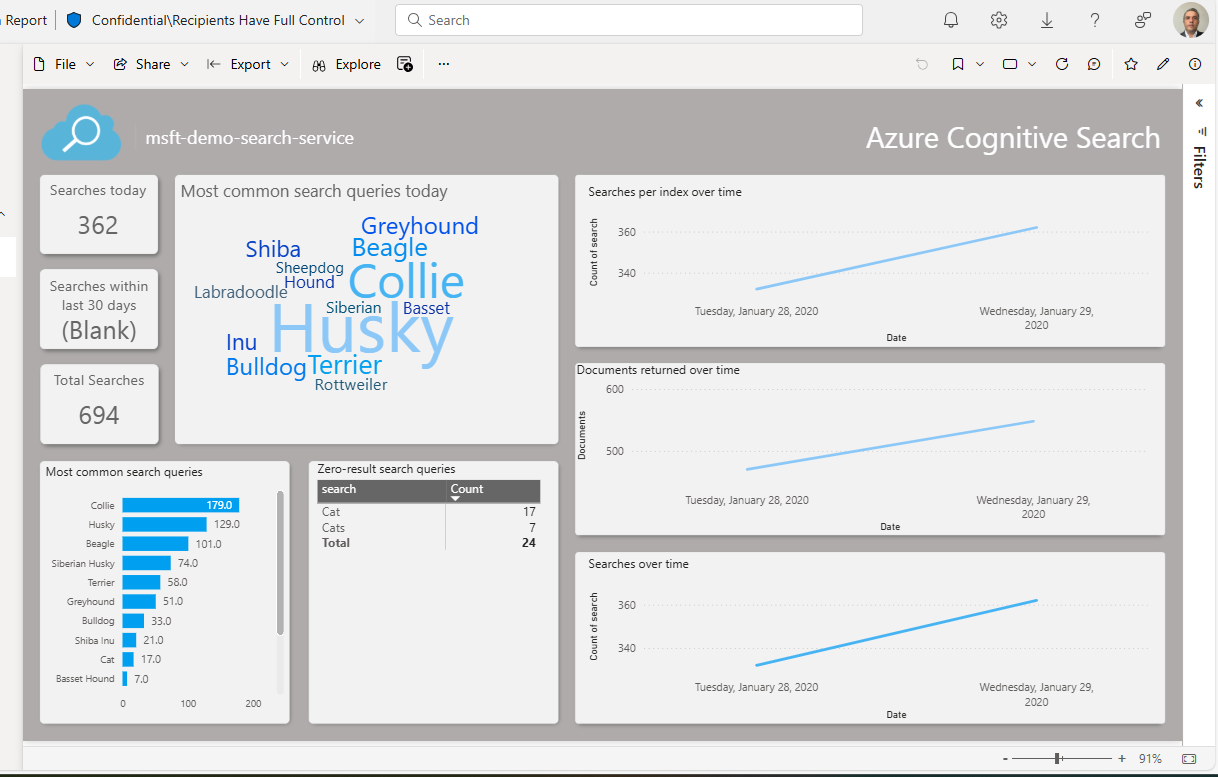 Report
Confidential\Recipients Have Full Control
Search
File
Share
Export
Explore
msft-demo-search-service
Azure Cognitive Search
Filters
Searches today
362
Searches within
last 30 days
(Blank)
Total Searches
694
Most common search queries today
Greyhound
Shiba
Beagle
Sheepdog
Collie
Hound
Labradoodle
Siberian
Basset
Husky
Inu
Bulldog
Terrier
Rottweiler
Searches per index over time
Count of search
360
340
Tuesday, January 28, 2020
Wednesday, January 29,
2020
Date
Documents returned over time
Documents
600
500
Tuesday, January 28, 2020
Wednesday, January 29,
2020
Date
Most common search queries
Collie 179.0
Husky 129.0
Beagle 101.0
Siberian Husky 74.0
Terrier 58.0
Greyhound 51.0
Bulldog 33.0
Shiba Inu 21.0
Cat 17.0
Basset Hound 7.0
0 100 200
Zero-result search queries
search Count
Cat 17
Cats 7
Total 24
Searches over time
Count of search
360
340
Tuesday, January 28, 2020
Wednesday, January 29,
2020
Date
- + 91%